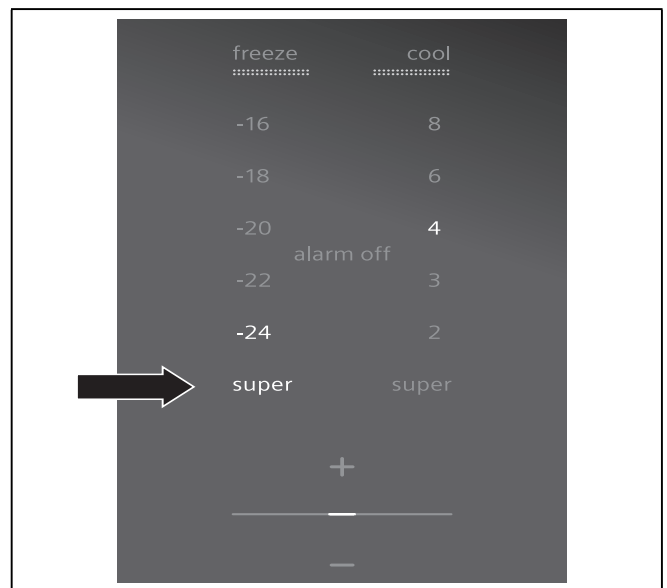 freeze cool
-16 8
-18 6
-20 4
alarm off
-22 3
-24 2
super super
+
−